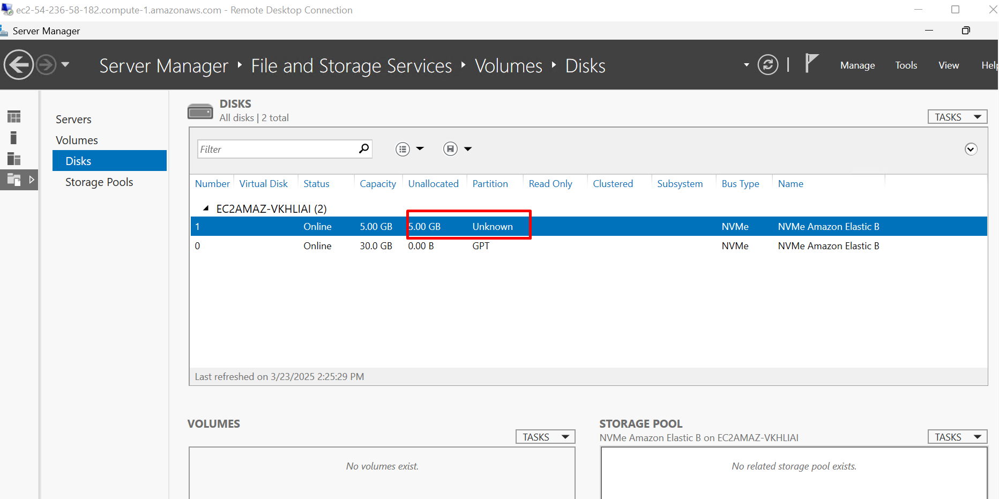 ec2-54-236-58-182.compute-1.amazonaws.com - Remote Desktop Connection
Server Manager
Server Manager ‣ File and Storage Services ‣ Volumes ‣ Disks
Manage Tools View Help
Servers
Volumes
Disks
Storage Pools
DISKS
All disks | 2 total
TASKS
Filter
Number Virtual Disk Status Capacity Unallocated Partition Read Only Clustered Subsystem Bus Type Name
EC2AMAZ-VKHLIAI (2)
1 Online 5.00 GB 5.00 GB Unknown NVMe NVMe Amazon Elastic B
0 Online 30.0 GB 0.00 B GPT NVMe NVMe Amazon Elastic B
Last refreshed on 3/23/2025 2:25:29 PM
VOLUMES
TASKS
No volumes exist.
STORAGE POOL
NVMe Amazon Elastic B on EC2AMAZ-VKHLIAI
TASKS
No related storage pool exists.